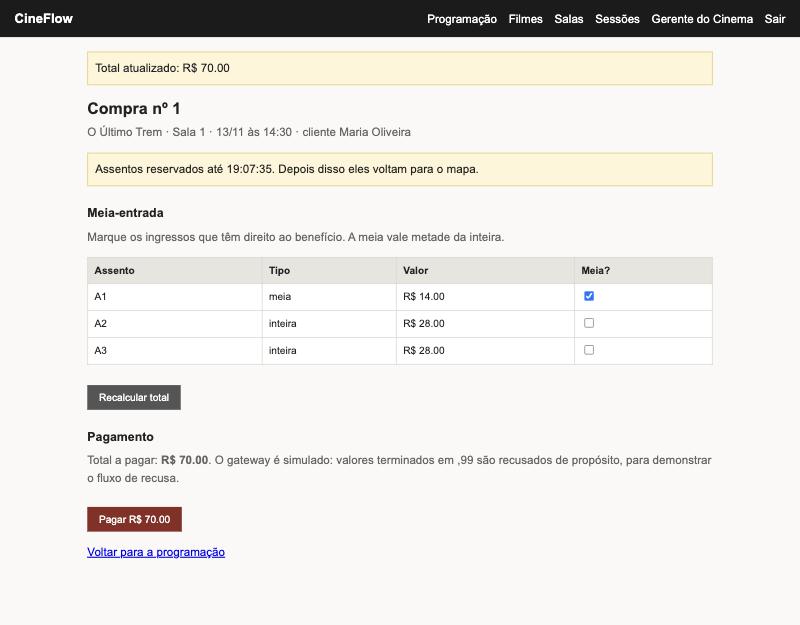 CineFlow
Programação Filmes Salas Sessões Gerente do Cinema Sair
Total atualizado: R$ 70.00
Compra nº 1
O Último Trem · Sala 1 · 13/11 às 14:30 · cliente Maria Oliveira
Assentos reservados até 19:07:35. Depois disso eles voltam para o mapa.
Meia-entrada
Marque os ingressos que têm direito ao benefício. A meia vale metade da inteira.
Assento Tipo Valor Meia?
A1 meia R$ 14.00
A2 inteira R$ 28.00
A3 inteira R$ 28.00
Recalcular total
Pagamento
Total a pagar: R$ 70.00. O gateway é simulado: valores terminados em ,99 são recusados de propósito, para demonstrar
o fluxo de recusa.
Pagar R$ 70.00
Voltar para a programação